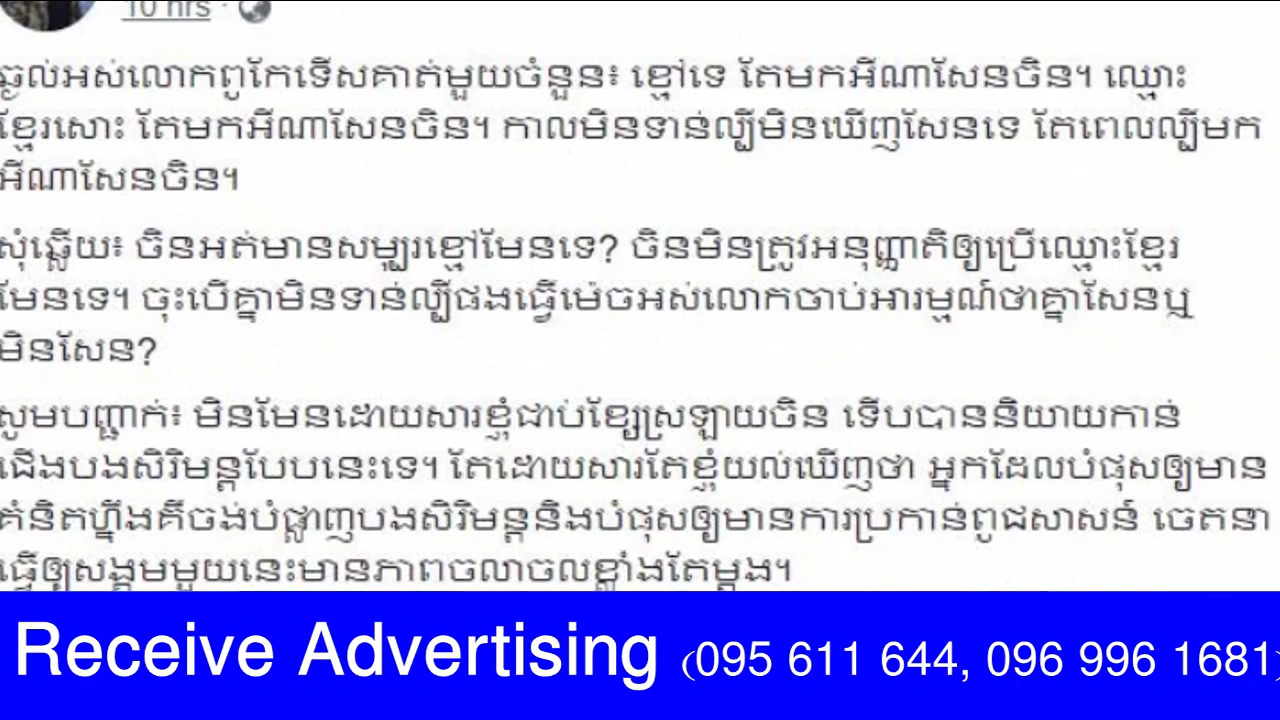 10 hrs ·
ឆ្ងល់អស់លោកពូកែទើសគាត់មួយចំនួន៖ ខ្មៅទេ តែមកអីណាសែនចិន។ ឈ្មោះ
ខ្មែរសោះ តែមកអីណាសែនចិន។ កាលមិនទាន់ល្បីមិនឃើញសែនទេ តែពេលល្បីមក
អីណាសែនចិន។
សុំឆ្លើយ៖ ចិនអត់មានសម្បុរខ្មៅមែនទេ? ចិនមិនត្រូវអនុញ្ញាតិឲ្យប្រើឈ្មោះខ្មែរ
មែនទេ។ ចុះបើគ្នាមិនទាន់ល្បីផងធ្វើម៉េចអស់លោកចាប់អារម្មណ៍ថាគ្នាសែនឬ
មិនសែន?
សូមបញ្ជាក់៖ មិនមែនដោយសារខ្ញុំជាប់ខ្សែស្រឡាយចិន ទើបបាននិយាយកាន់
ជើងបងសិរិមន្តបែបនេះទេ។ តែដោយសារតែខ្ញុំយល់ឃើញថា អ្នកដែលបំផុសឲ្យមាន
គំនិតហ្នឹងគឺចង់បំផ្លាញបងសិរិមន្តនិងបំផុសឲ្យមានការប្រកាន់ពូជសាសន៍ ចេតនា
ធ្វើឲ្យសង្គមមួយនេះមានភាពចលាចលខ្លាំងតែម្តង។
Receive Advertising (095 611 644, 096 996 1681)